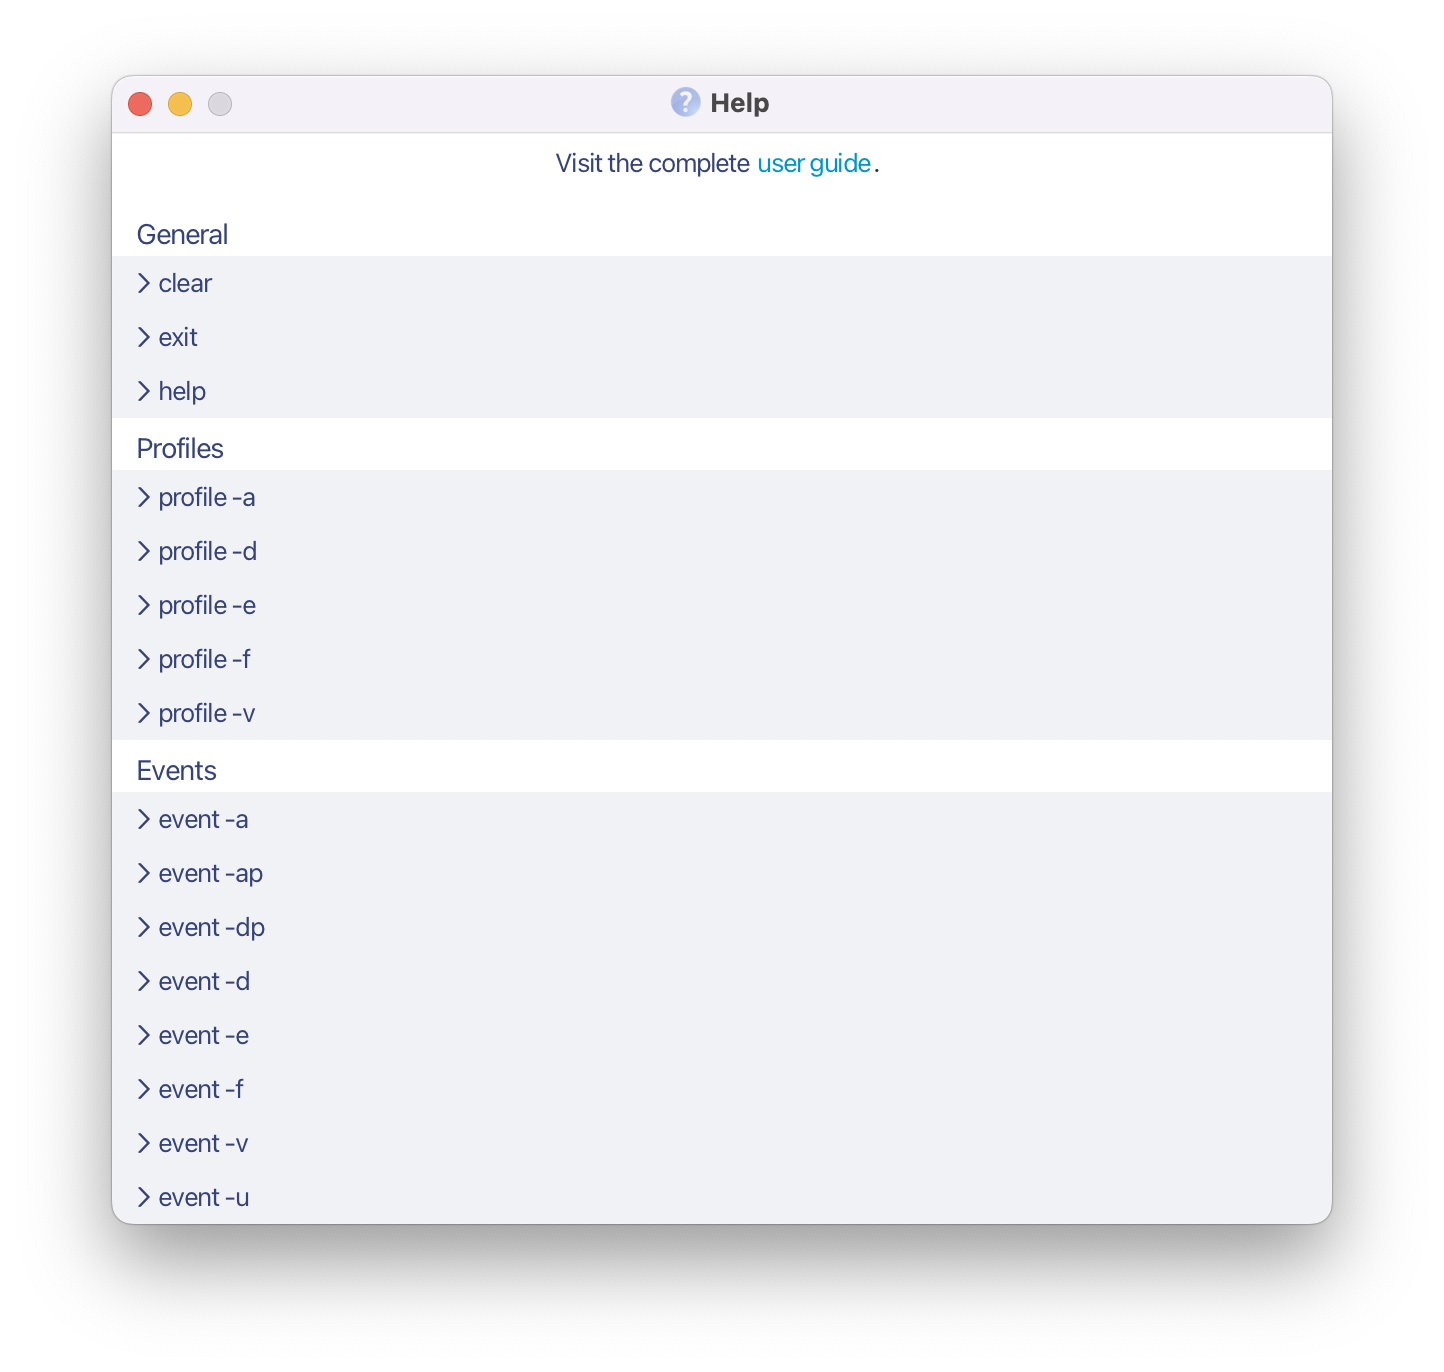 Help
Visit the complete user guide.
General
clear
exit
help
Profiles
profile -a
profile -d
profile -e
profile -f
profile -v
Events
event -a
event -ap
event -dp
event -d
event -e
event -f
event -v
event -u